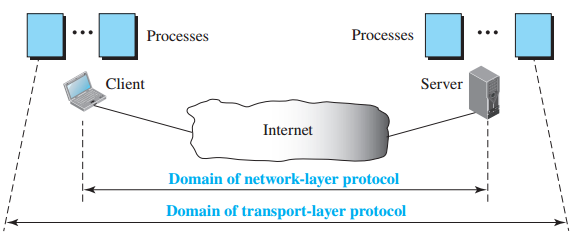 Processes
Processes
Client
Server
Internet
Domain of network-layer protocol
Domain of transport-layer protocol